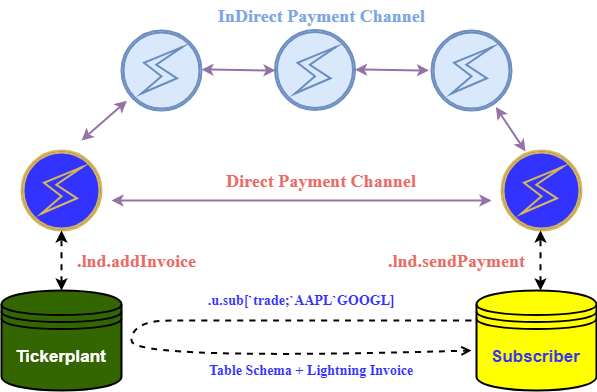 InDirect Payment Channel
Direct Payment Channel
.lnd.addInvoice
.lnd.sendPayment
.u.sub[`trade;`AAPL`GOOGL]
Tickerplant
Subscriber
Table Schema + Lightning Invoice